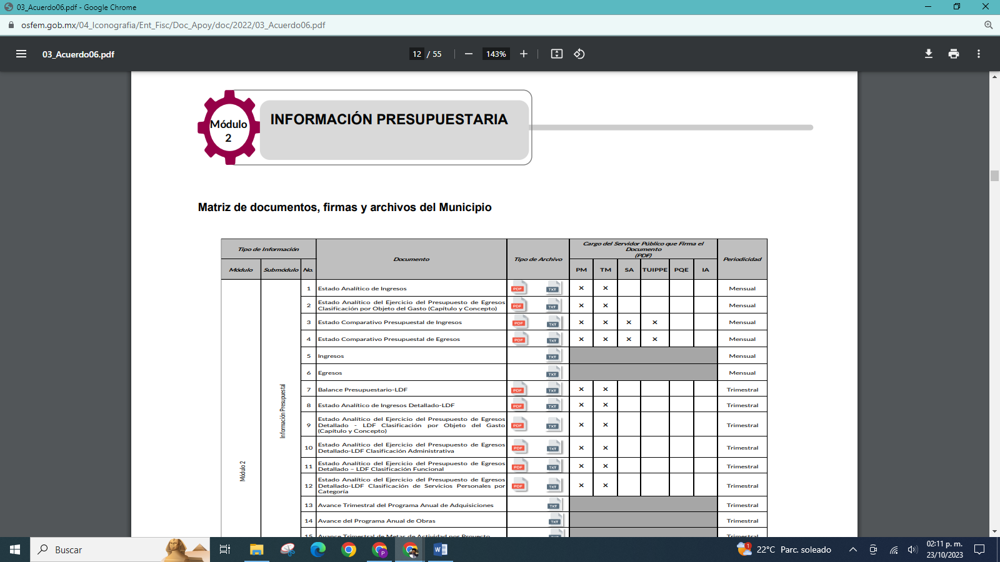 03_Acuerdo06.pdf - Google Chrome
osfem.gob.mx/04_Iconografia/Ent_Fisc/Doc_Apoy/doc/2022/03_Acuerdo06.pdf
03_Acuerdo06.pdf
12 / 55
143%
Módulo
2
INFORMACIÓN PRESUPUESTARIA
Matriz de documentos, firmas y archivos del Municipio
Tipo de Información
Documento
Tipo de Archivo
Cargo del Servidor Público que Firma el
Documento
(PDF)
Periodicidad
Módulo Submódulo No. PM TM SA TUIPPE PQE IA
Módulo 2
Información Presupuestal
1 Estado Analítico de Ingresos PDF TXT × × Mensual
2 Estado Analítico del Ejercicio del Presupuesto de Egresos
Clasificación por Objeto del Gasto (Capítulo y Concepto) PDF TXT × × Mensual
3 Estado Comparativo Presupuestal de Ingresos PDF TXT × × × × Mensual
4 Estado Comparativo Presupuestal de Egresos PDF TXT × × × × Mensual
5 Ingresos TXT Mensual
6 Egresos TXT Mensual
7 Balance Presupuestario-LDF PDF TXT × × Trimestral
8 Estado Analítico de Ingresos Detallado-LDF PDF TXT × × Trimestral
9 Estado Analítico del Ejercicio del Presupuesto de Egresos
Detallado - LDF Clasificación por Objeto del Gasto
(Capítulo y Concepto) PDF TXT × × Trimestral
10 Estado Analítico del Ejercicio del Presupuesto de Egresos
Detallado-LDF Clasificación Administrativa PDF TXT × × Trimestral
11 Estado Analítico del Ejercicio del Presupuesto de Egresos
Detallado – LDF Clasificación Funcional PDF TXT × × Trimestral
12 Estado Analítico del Ejercicio del Presupuesto de Egresos
Detallado-LDF Clasificación de Servicios Personales por
Categoría PDF TXT × × Trimestral
13 Avance Trimestral del Programa Anual de Adquisiciones TXT Trimestral
14 Avance del Programa Anual de Obras TXT Trimestral
15 Avance Trimestral de Metas de Actividad por Proyecto TXT Trimestral
Buscar
P
1
22°C Parc. soleado
02:11 p. m.
23/10/2023